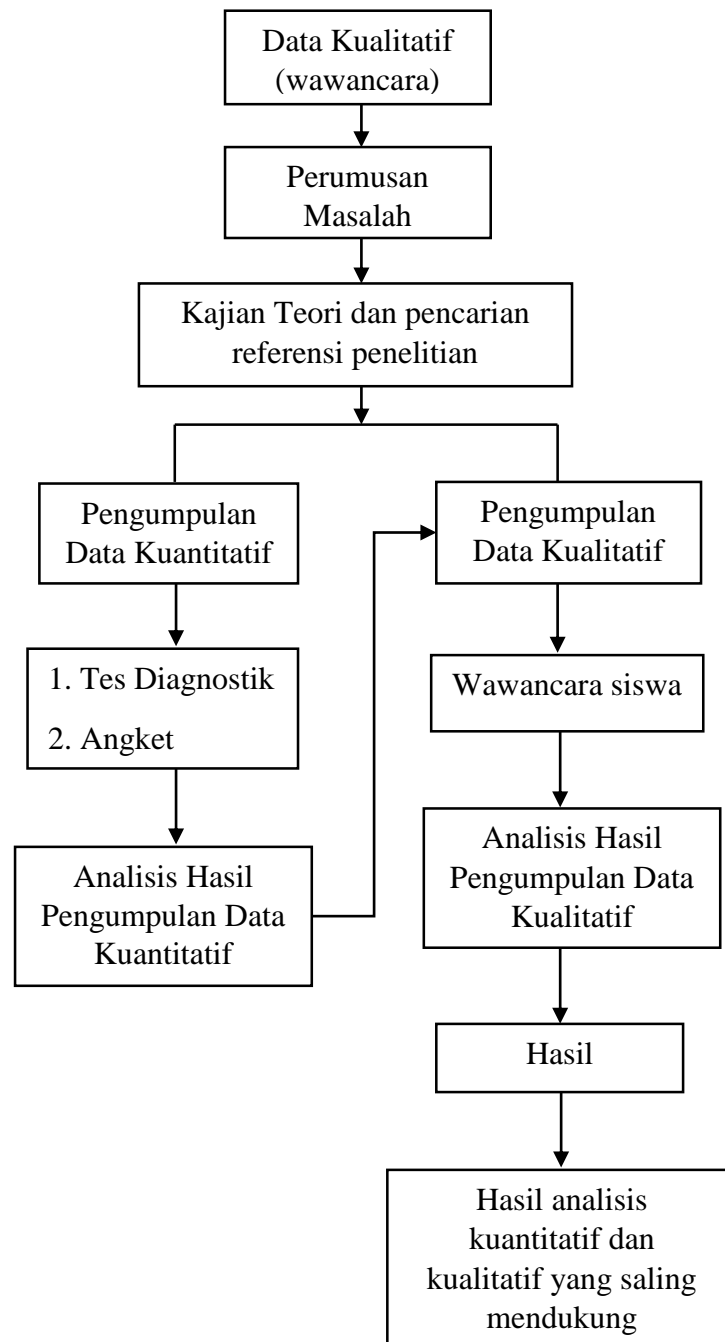 Data Kualitatif
(wawancara)
Perumusan
Masalah
Kajian Teori dan pencarian
referensi penelitian
Pengumpulan
Data Kuantitatif
Pengumpulan
Data Kualitatif
1. Tes Diagnostik
2. Angket
Wawancara siswa
Analisis Hasil
Pengumpulan Data
Kuantitatif
Analisis Hasil
Pengumpulan Data
Kualitatif
Hasil
Hasil analisis
kuantitatif dan
kualitatif yang saling
mendukung